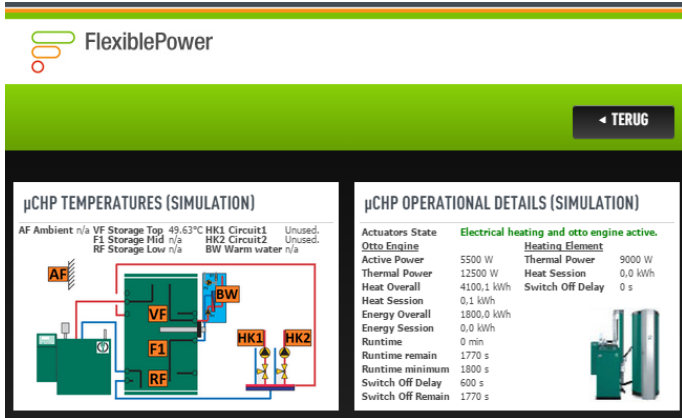 FlexiblePower
◄ TERUG
µCHP TEMPERATURES (SIMULATION)
AF Ambient n/a VF Storage Top 49.63°C HK1 Circuit1 Unused.
F1 Storage Mid n/a HK2 Circuit2 Unused.
RF Storage Low n/a BW Warm water n/a
AF
BW
VF
F1
HK1 HK2
RF
µCHP OPERATIONAL DETAILS (SIMULATION)
Actuators State Electrical heating and otto engine active.
Otto Engine Heating Element
Active Power 5500 W Thermal Power 9000 W
Thermal Power 12500 W Heat Session 0,0 kWh
Heat Overall 4100,1 kWh Switch Off Delay 0 s
Heat Session 0,1 kWh
Energy Overall 1800,0 kWh
Energy Session 0,0 kWh
Runtime 0 min
Runtime remain 1770 s
Runtime minimum 1800 s
Switch Off Delay 600 s
Switch Off Remain 1770 s